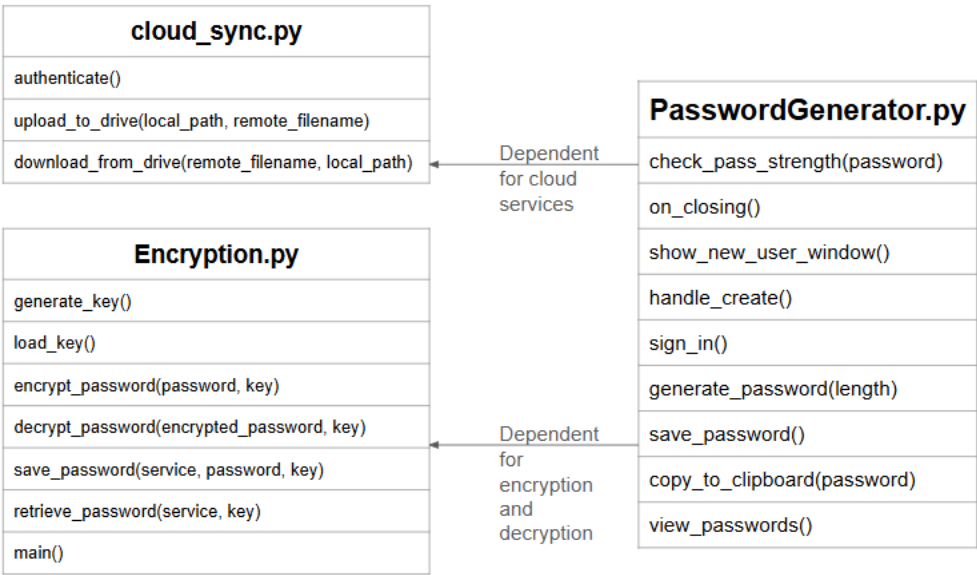 cloud_sync.py
authenticate()
upload_to_drive(local_path, remote_filename)
download_from_drive(remote_filename, local_path)
Encryption.py
generate_key()
load_key()
encrypt_password(password, key)
decrypt_password(encrypted_password, key)
save_password(service, password, key)
retrieve_password(service, key)
main()
Dependent
for cloud
services
Dependent
for
encryption
and
decryption
PasswordGenerator.py
check_pass_strength(password)
on_closing()
show_new_user_window()
handle_create()
sign_in()
generate_password(length)
save_password()
copy_to_clipboard(password)
view_passwords()